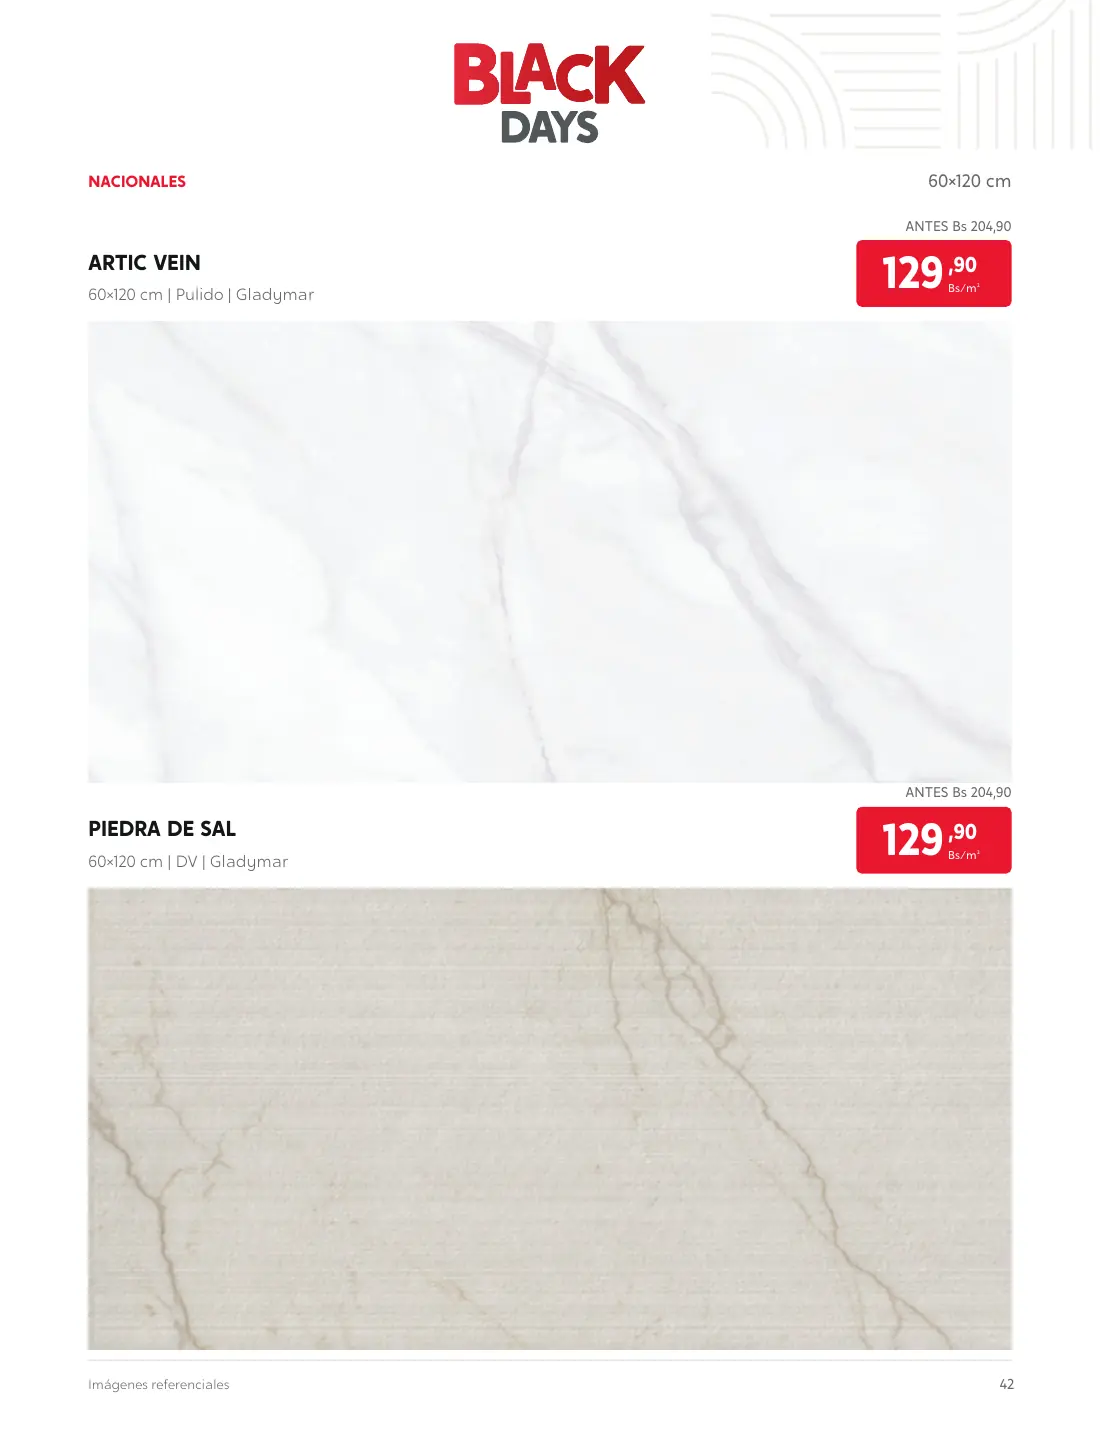 BLACK
DAYS
NACIONALES
60×120 cm
ANTES Bs 204,90
ARTIC VEIN
129,90
Bs/m²
60×120 cm | Pulido | Gladymar
ANTES Bs 204,90
PIEDRA DE SAL
129,90
Bs/m²
60×120 cm | DV | Gladymar
Imágenes referenciales
42